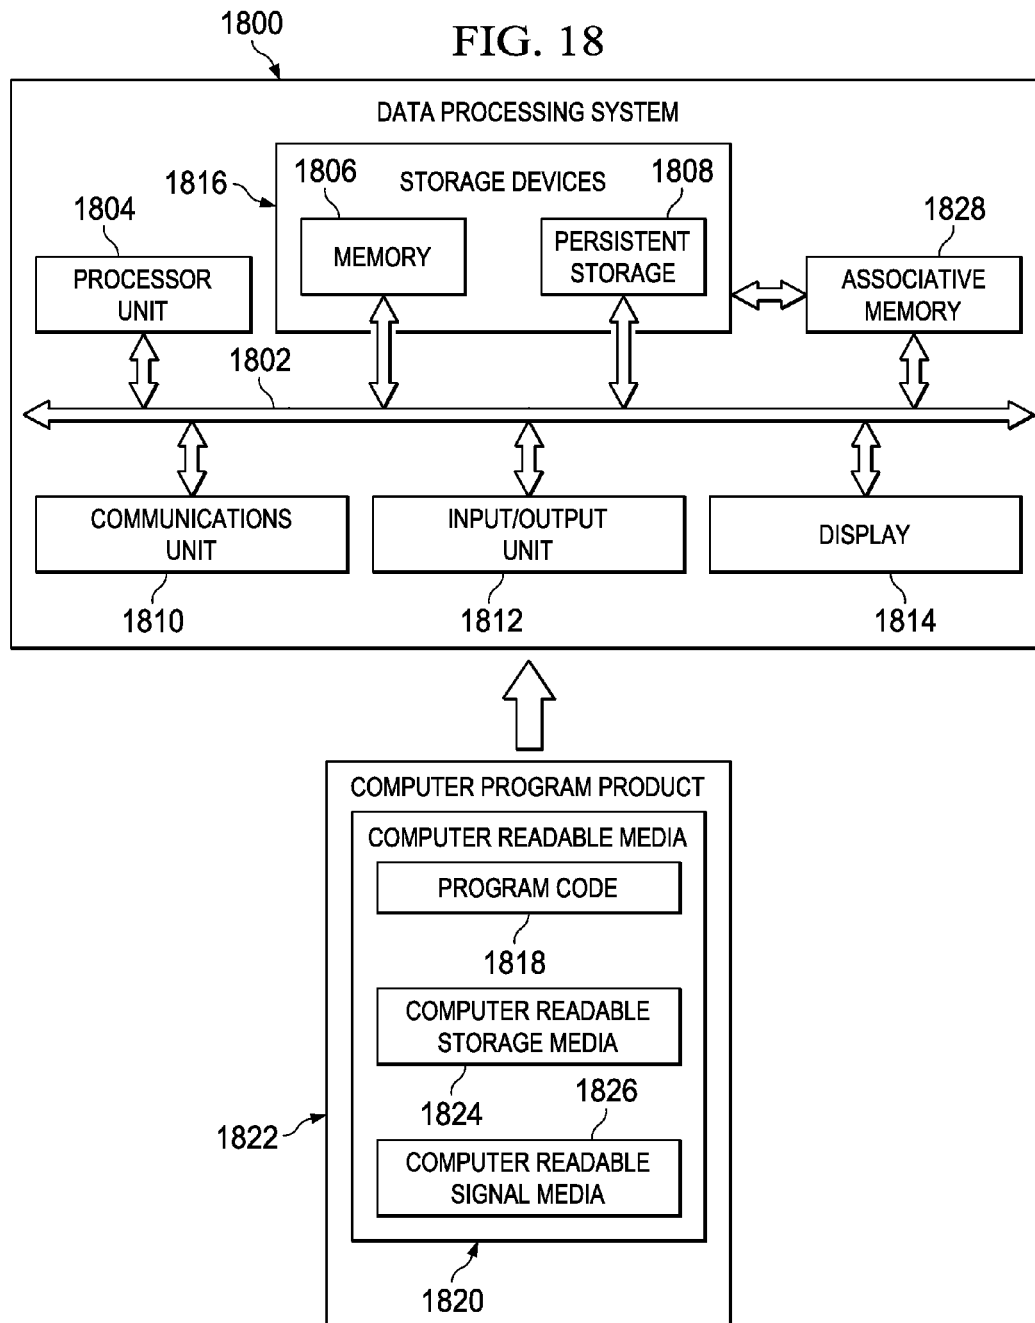 FIG. 18
1800
DATA PROCESSING SYSTEM
1816
1806
STORAGE DEVICES
1808
1804
1828
MEMORY
PERSISTENT
STORAGE
PROCESSOR
UNIT
ASSOCIATIVE
MEMORY
1802
COMMUNICATIONS
UNIT
INPUT/OUTPUT
UNIT
DISPLAY
1810
1812
1814
COMPUTER PROGRAM PRODUCT
COMPUTER READABLE MEDIA
PROGRAM CODE
1818
COMPUTER READABLE
STORAGE MEDIA
1824
1826
1822
COMPUTER READABLE
SIGNAL MEDIA
1820